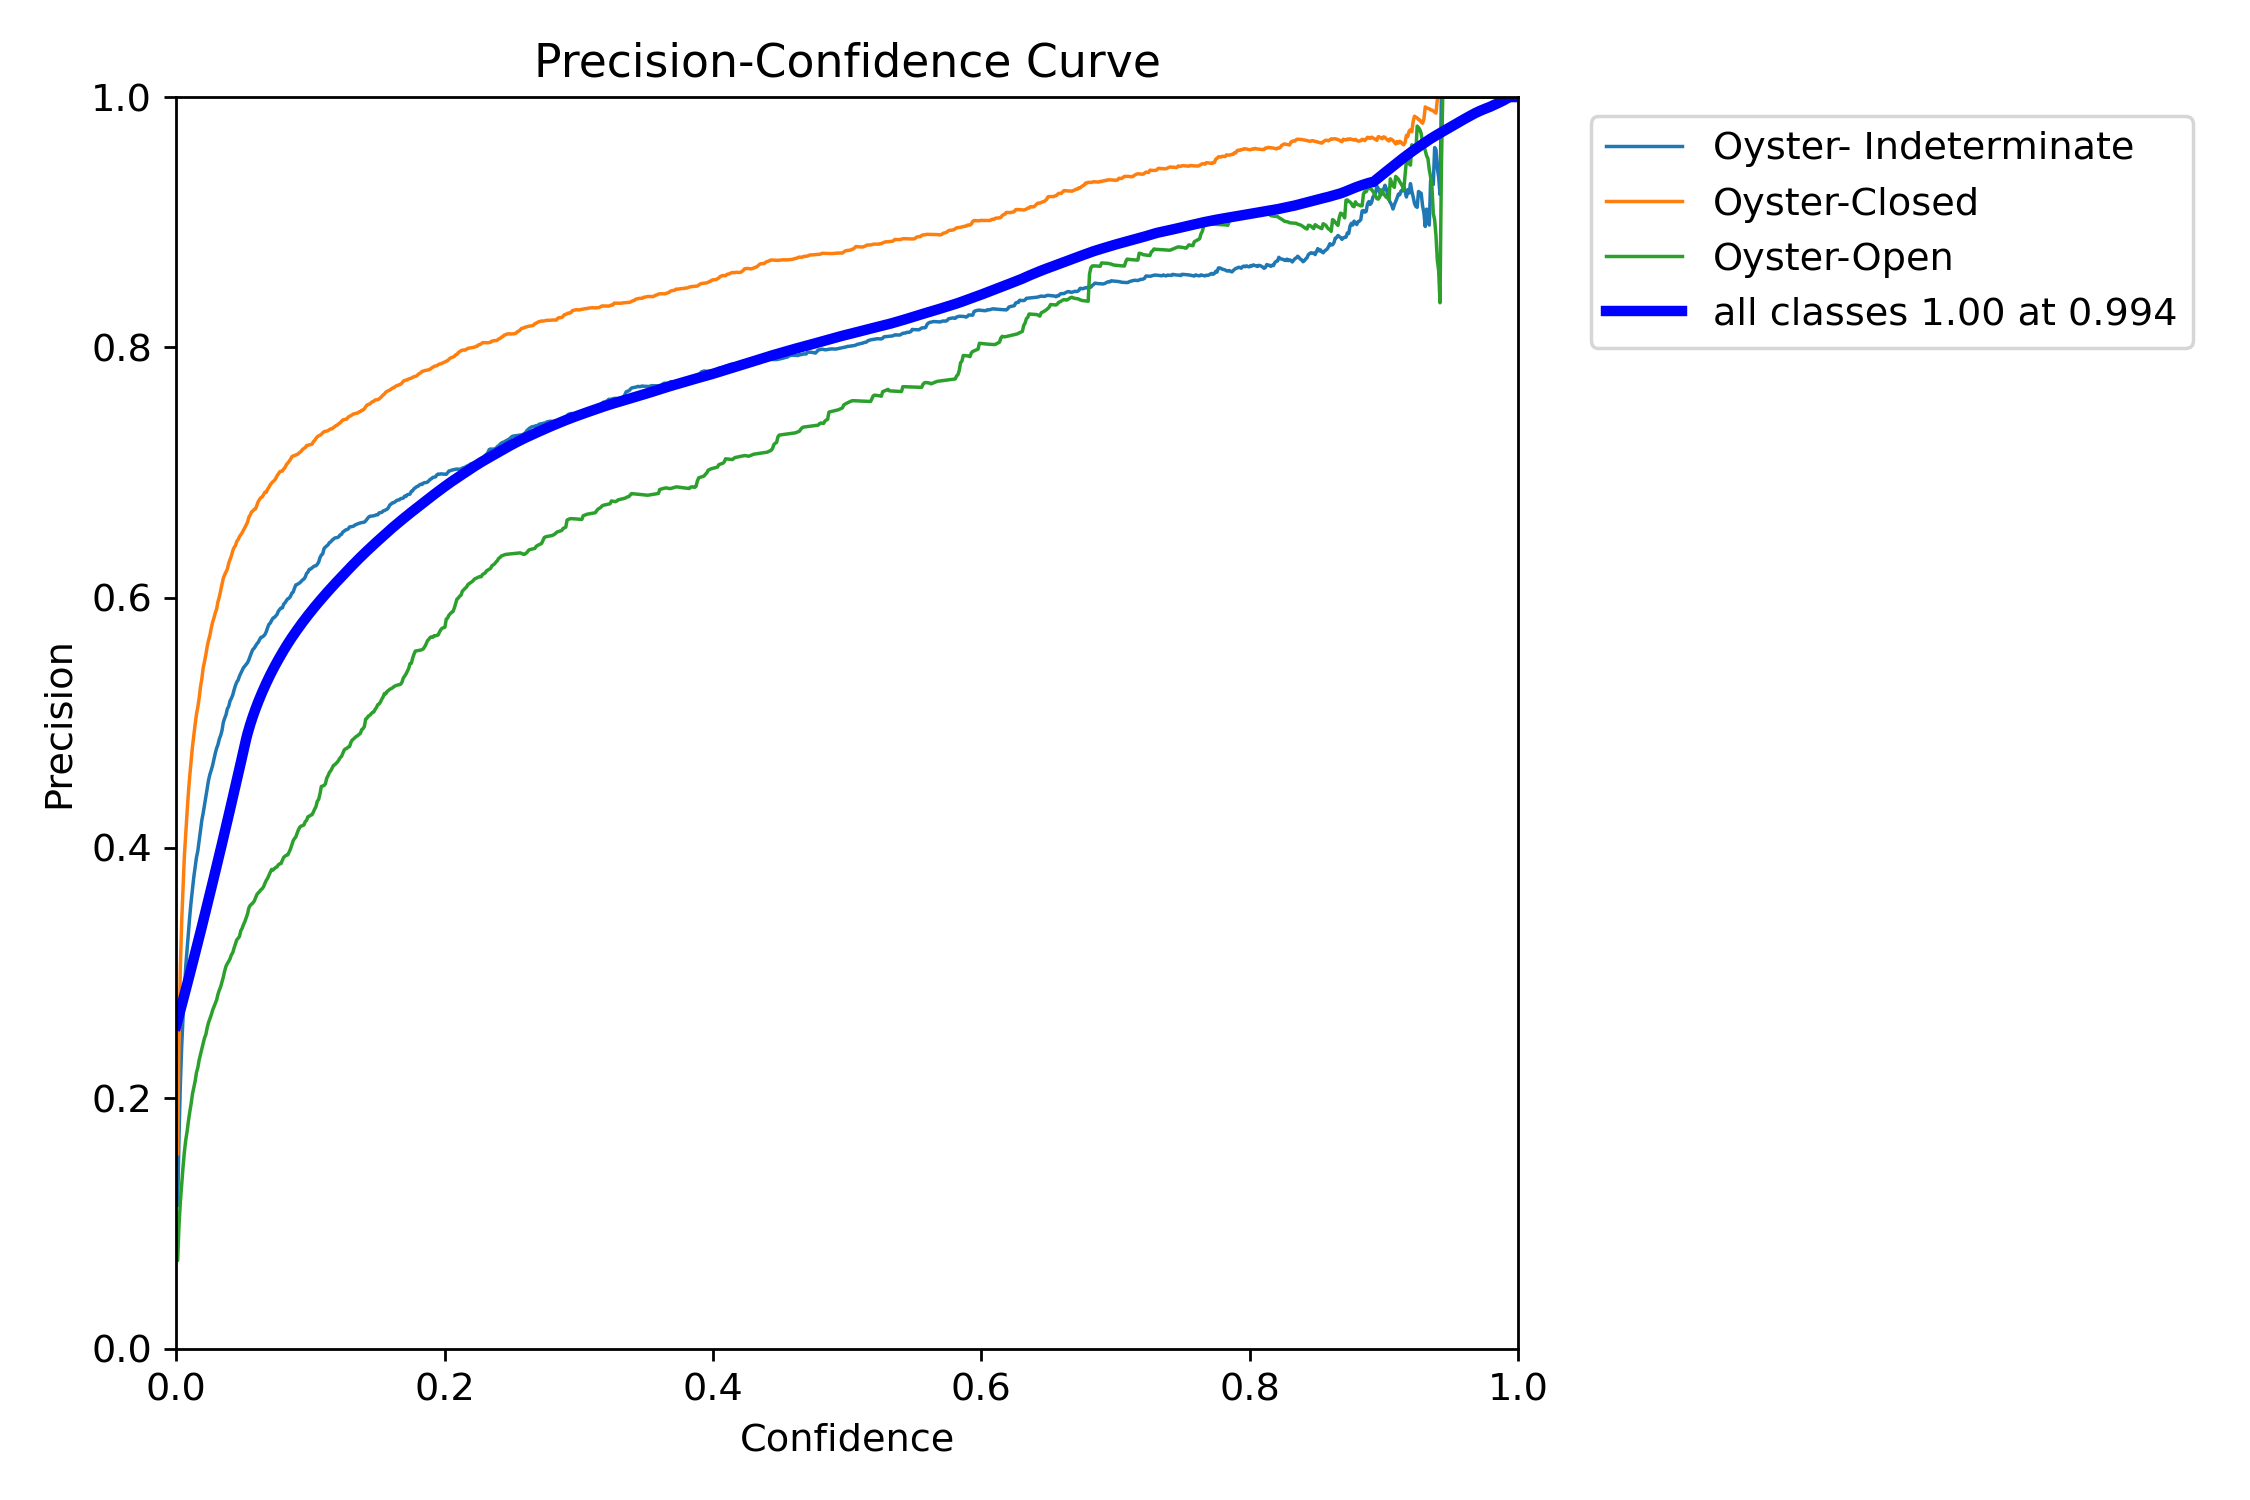 Precision-Confidence Curve
1.0
0.8
0.6
0.4
0.2
0.0
Precision
0.0 0.2 0.4 0.6 0.8 1.0
Confidence
Oyster- Indeterminate
Oyster-Closed
Oyster-Open
all classes 1.00 at 0.994